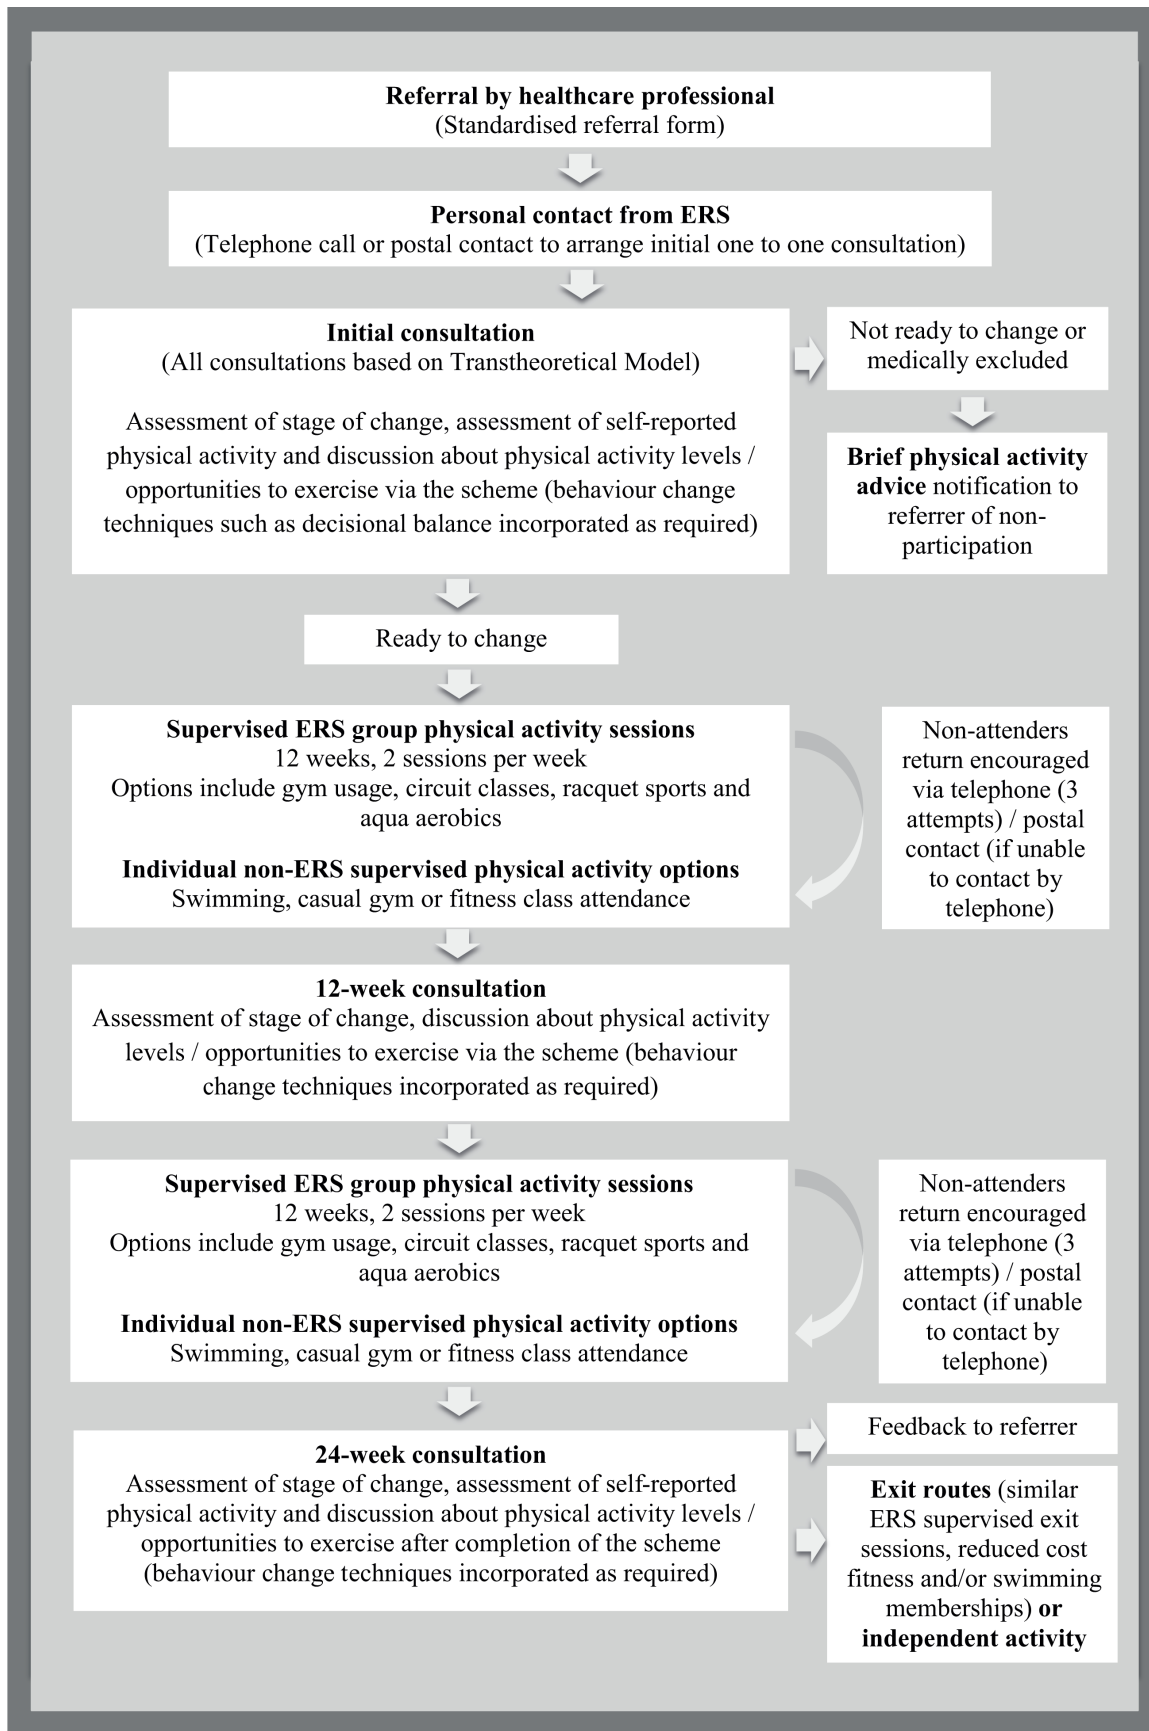 Referral by healthcare professional
(Standardised referral form)
Personal contact from ERS
(Telephone call or postal contact to arrange initial one to one consultation)
Initial consultation
(All consultations based on Transtheoretical Model)
Assessment of stage of change, assessment of self-reported
physical activity and discussion about physical activity levels /
opportunities to exercise via the scheme (behaviour change
techniques such as decisional balance incorporated as required)
Not ready to change or
medically excluded
Brief physical activity
advice notification to
referrer of non-
participation
Ready to change
Supervised ERS group physical activity sessions
12 weeks, 2 sessions per week
Options include gym usage, circuit classes, racquet sports and
aqua aerobics
Individual non-ERS supervised physical activity options
Swimming, casual gym or fitness class attendance
Non-attenders
return encouraged
via telephone (3
attempts) / postal
contact (if unable
to contact by
telephone)
12-week consultation
Assessment of stage of change, discussion about physical activity
levels / opportunities to exercise via the scheme (behaviour
change techniques incorporated as required)
Supervised ERS group physical activity sessions
12 weeks, 2 sessions per week
Options include gym usage, circuit classes, racquet sports and
aqua aerobics
Individual non-ERS supervised physical activity options
Swimming, casual gym or fitness class attendance
Non-attenders
return encouraged
via telephone (3
attempts) / postal
contact (if unable
to contact by
telephone)
24-week consultation
Assessment of stage of change, assessment of self-reported
physical activity and discussion about physical activity levels /
opportunities to exercise after completion of the scheme
(behaviour change techniques incorporated as required)
Feedback to referrer
Exit routes (similar
ERS supervised exit
sessions, reduced cost
fitness and/or swimming
memberships) or
independent activity